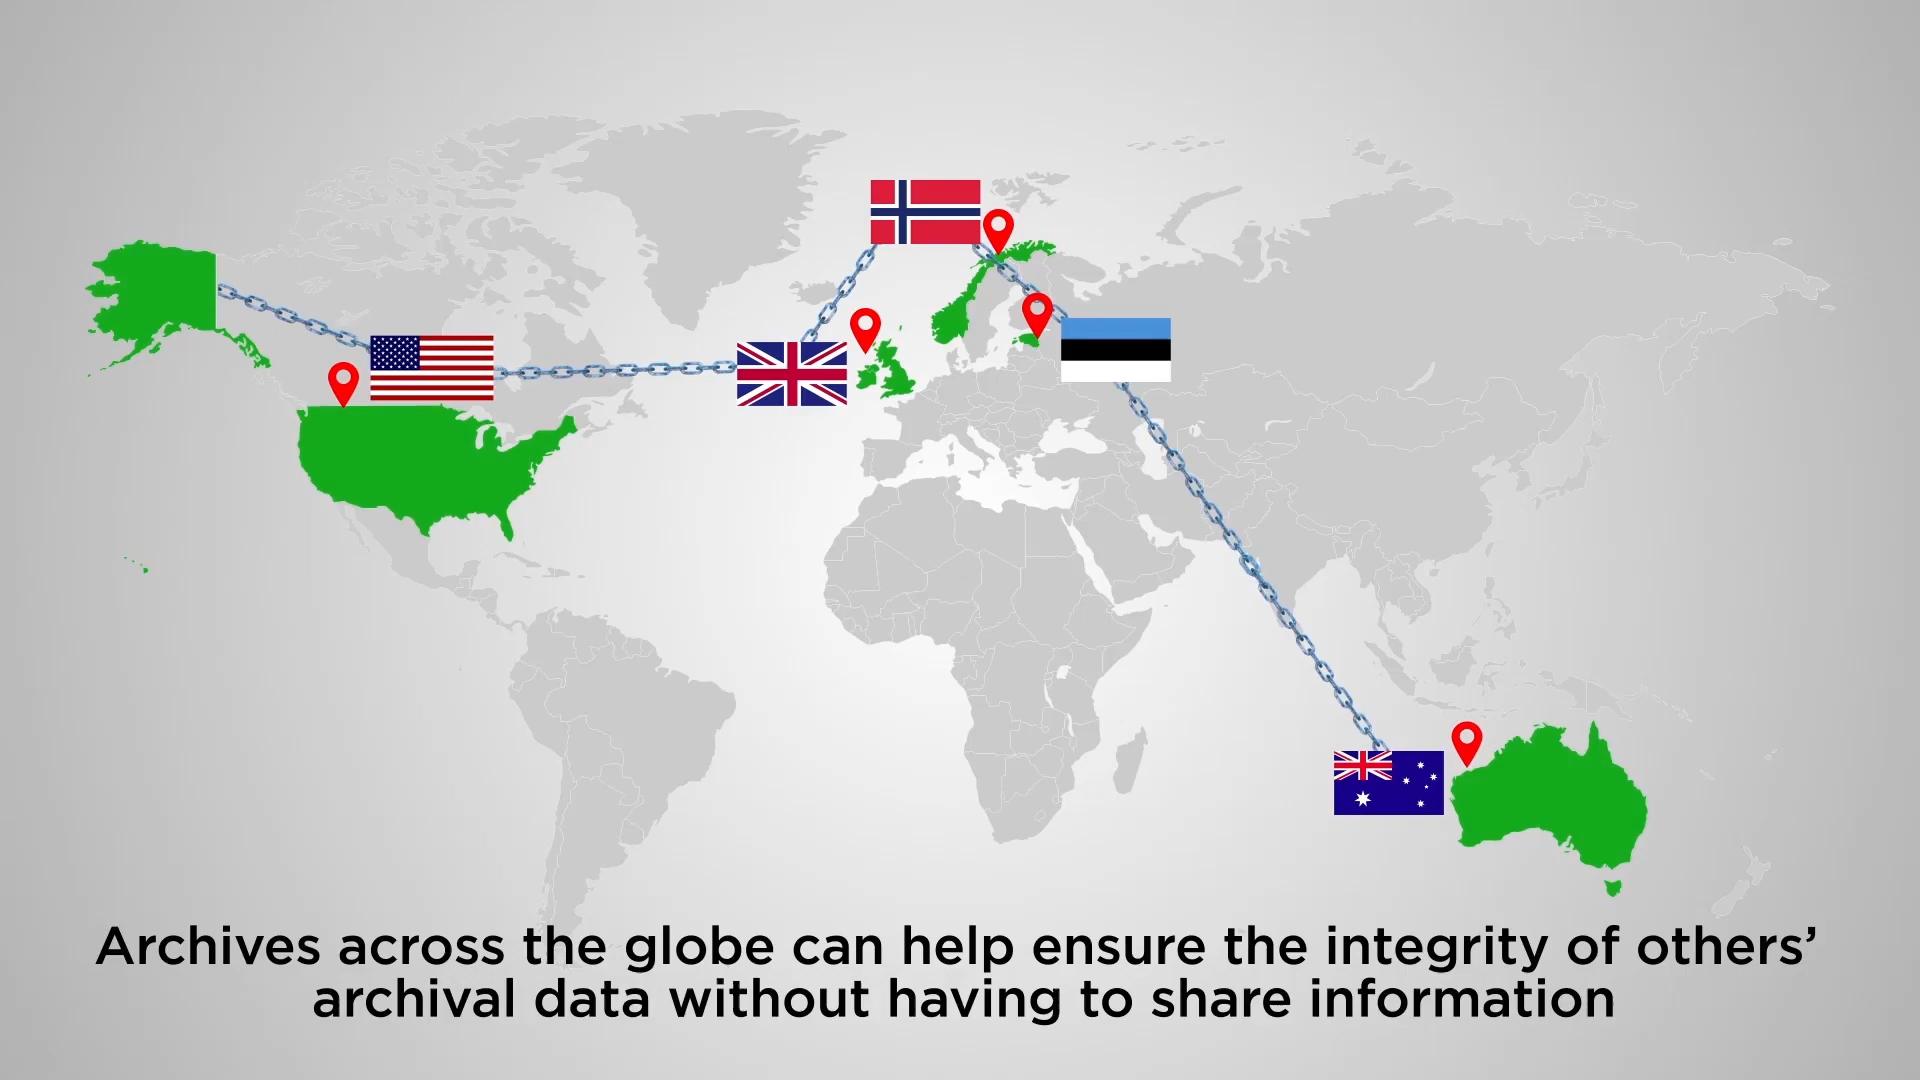 Archives across the globe can help ensure the integrity of others’
archival data without having to share information